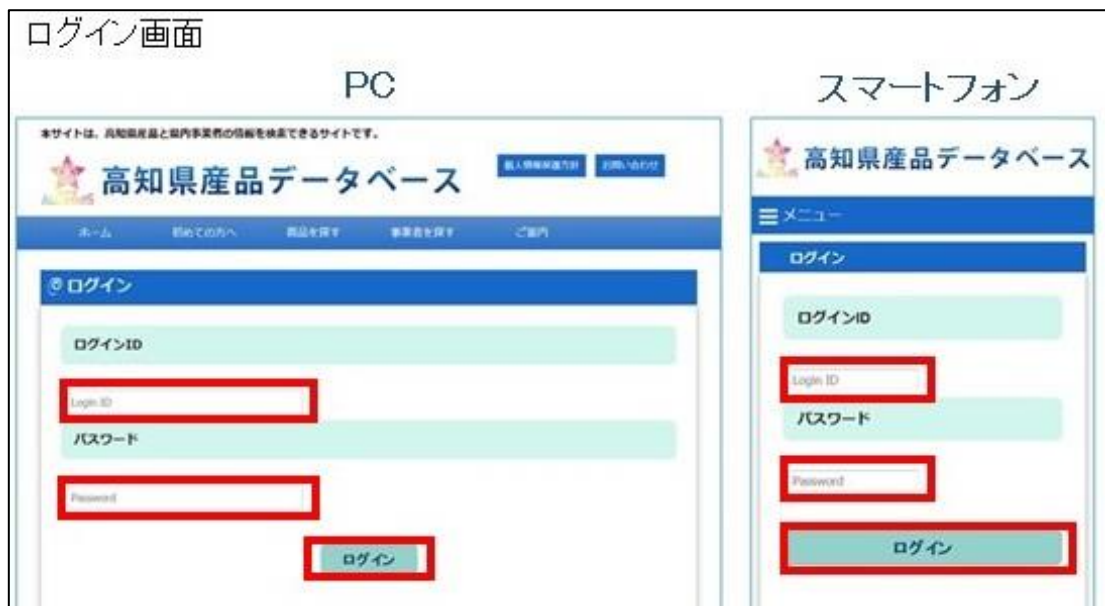 ログイン画面
PC
本サイトは、高知県産品と県内事業者の情報を検索できるサイトです。
高知県産品データベース
個人情報保護方針 お問い合わせ
ホーム 初めての方へ 商品を探す 事業者を探す ご案内
ログイン
ログインID
Login ID
パスワード
Password
ログイン
スマートフォン
高知県産品データベース
メニュー
ログイン
ログインID
Login ID
パスワード
Password
ログイン